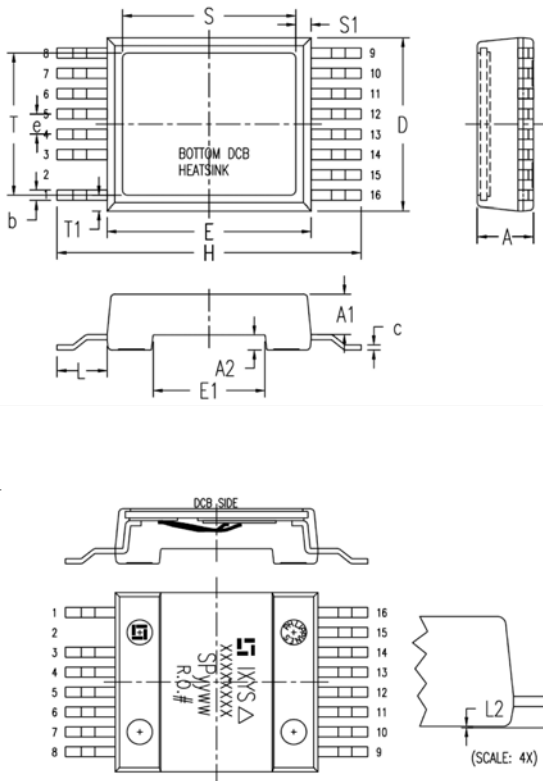 S
S1
8
7
6
5
4
3
2
1
9
10
11
12
13
14
15
16
T
e
b
T1
BOTTOM DCB
HEATSINK
D
E
H
A
A1
A2
c
L
E1
DCB SIDE
1
2
3
4
5
6
7
8
16
15
14
13
12
11
10
9
IXYS
XXXXXXXXX
SPyyww
R.O.#
L2
(SCALE: 4X)